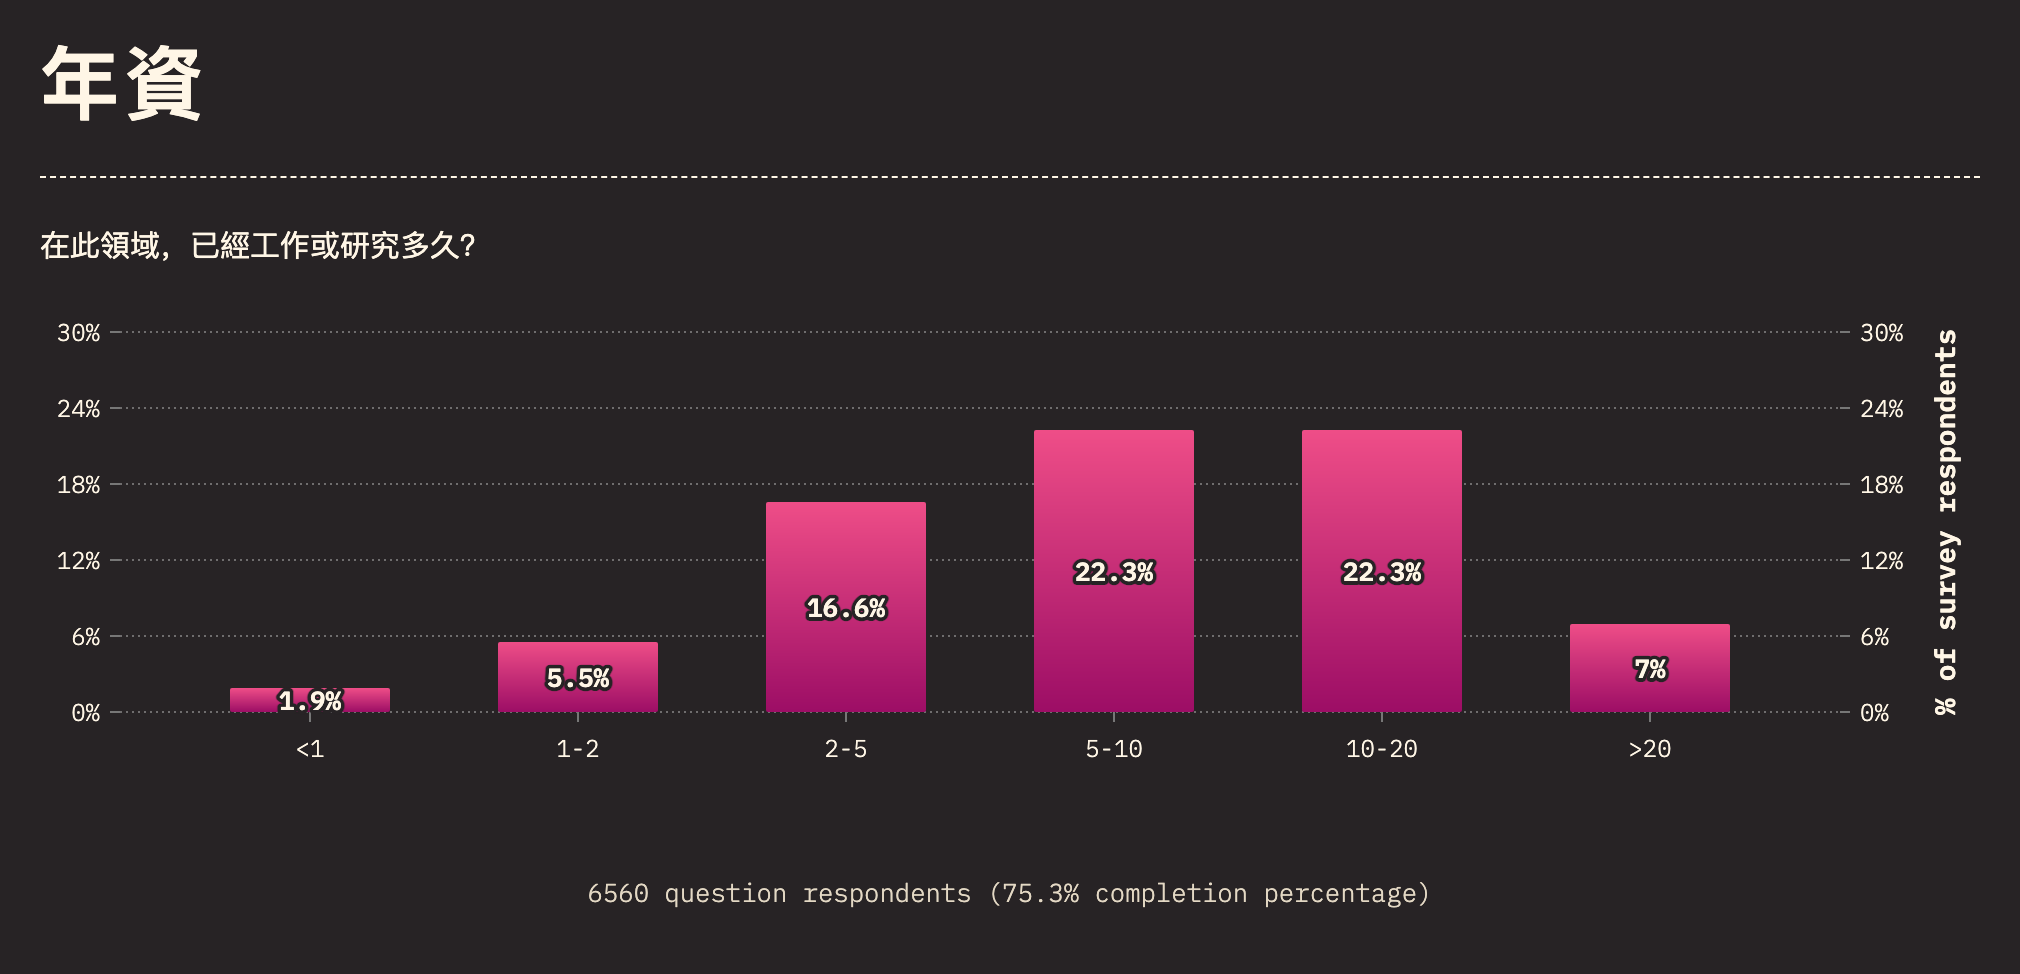 年資
在此領域，已經工作或研究多久？
30% 30%
24% 24%
18% 18%
12% 12%
6% 6%
0% 0%
% of survey respondents
1.9% 5.5% 16.6% 22.3% 22.3% 7%
<1 1-2 2-5 5-10 10-20 >20
6560 question respondents (75.3% completion percentage)